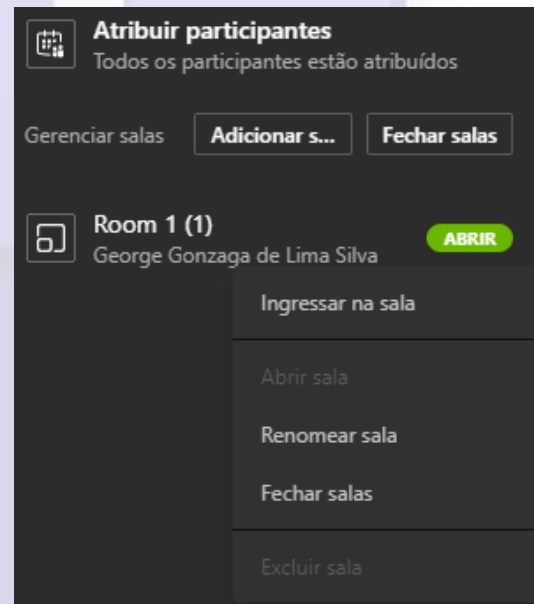 Atribuir participantes
Todos os participantes estão atribuídos
Gerenciar salas Adicionar s... Fechar salas
Room 1 (1)
ABRIR
George Gonzaga de Lima Silva
Ingressar na sala
Abrir sala
Renomear sala
Fechar salas
Excluir sala